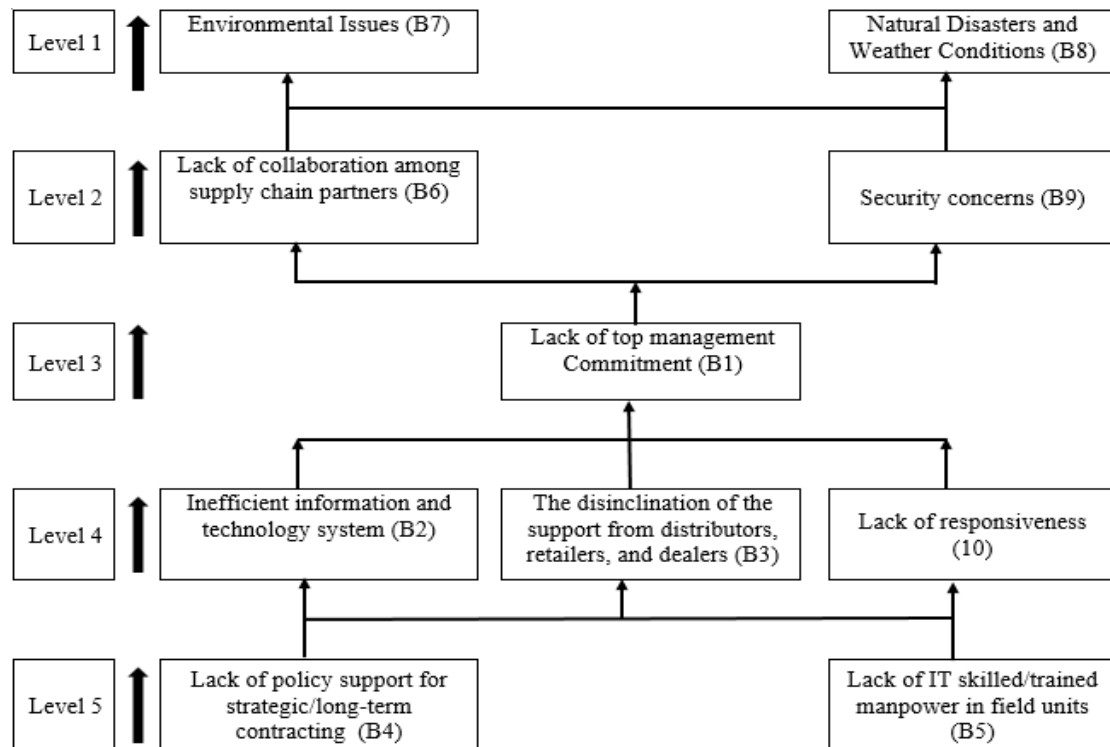 Level 1
Environmental Issues (B7)
Natural Disasters and
Weather Conditions (B8)
Level 2
Lack of collaboration among
supply chain partners (B6)
Security concerns (B9)
Level 3
Lack of top management
Commitment (B1)
Level 4
Inefficient information and
technology system (B2)
The disinclination of the
support from distributors,
retailers, and dealers (B3)
Lack of responsiveness
(10)
Level 5
Lack of policy support for
strategic/long-term
contracting (B4)
Lack of IT skilled/trained
manpower in field units
(B5)